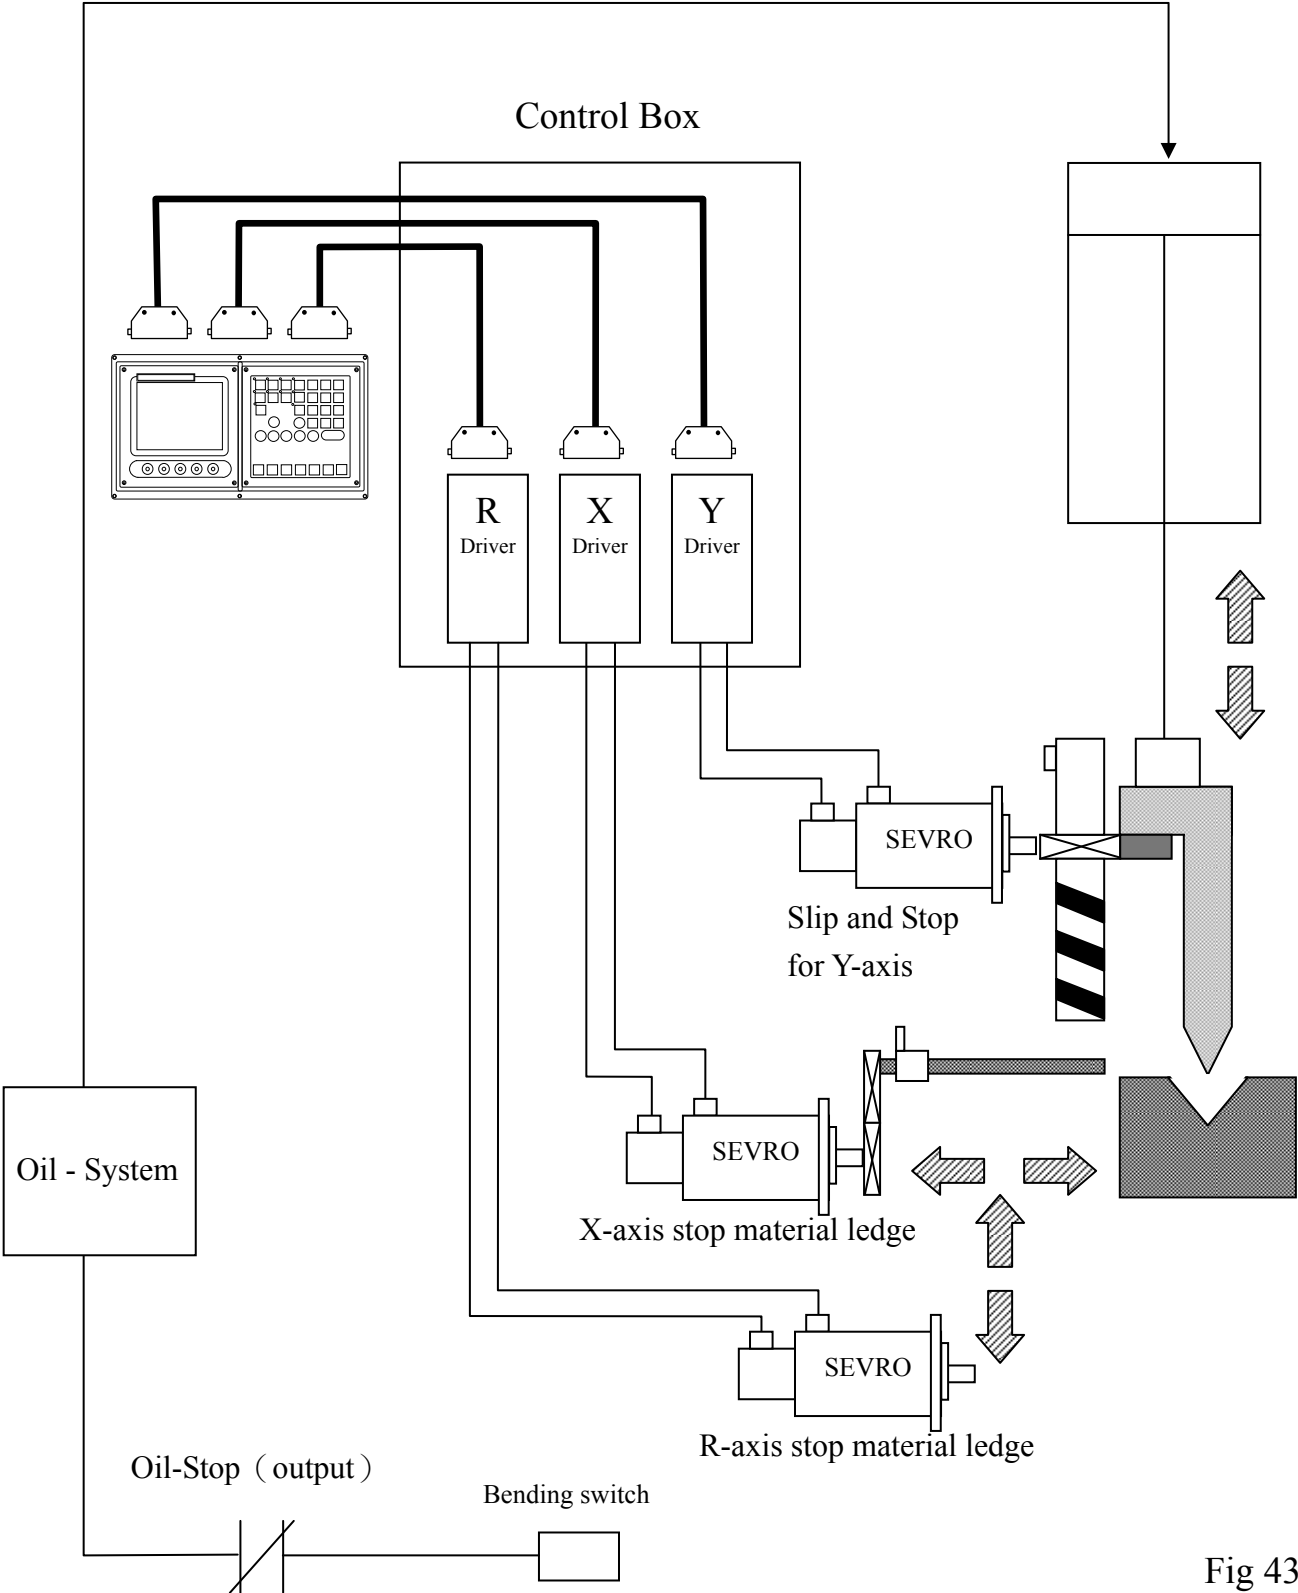 Control Box
R
Driver
X
Driver
Y
Driver
SEVRO
Slip and Stop
for Y-axis
SEVRO
X-axis stop material ledge
Oil - System
SEVRO
R-axis stop material ledge
Oil-Stop（output）
Bending switch
Fig 43